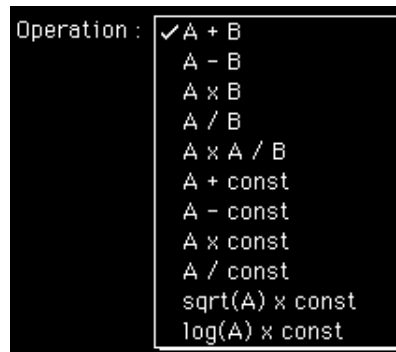 Operation : ✓ A + B
A - B
A x B
A / B
A x A / B
A + const
A - const
A x const
A / const
sqrt(A) x const
log(A) x const